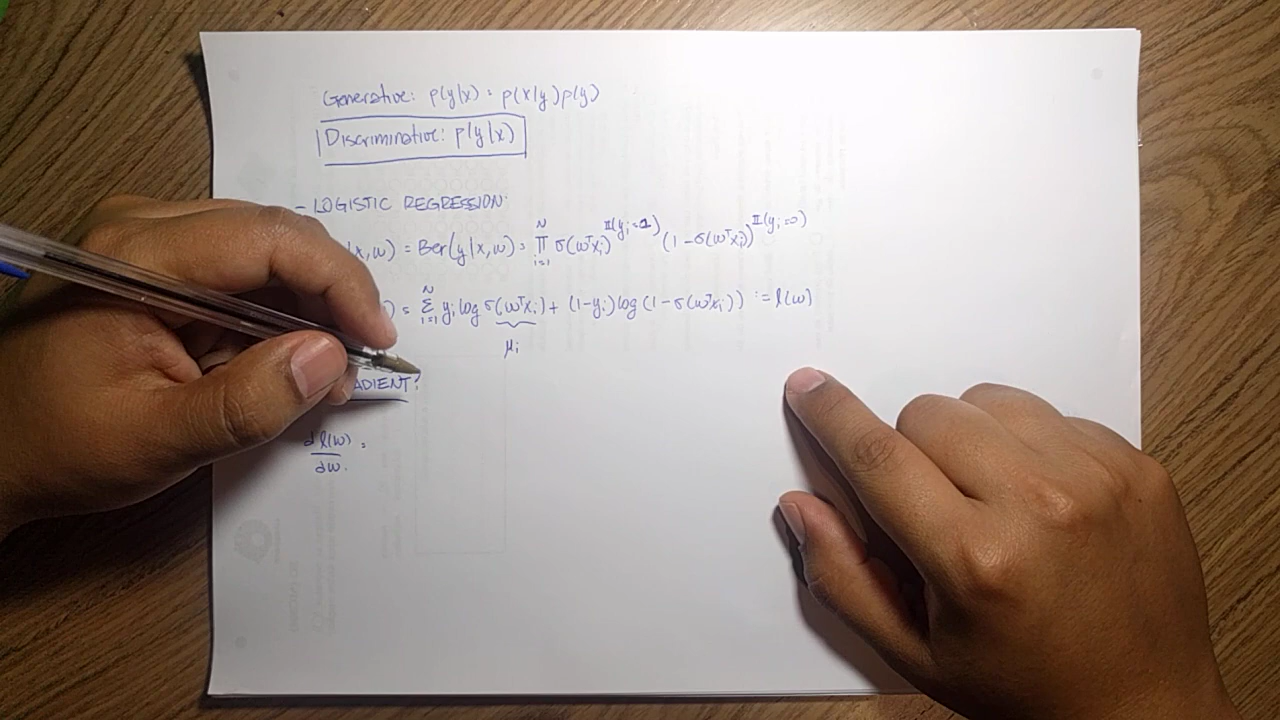 Generative: p(y|x) = p(x|y)p(y)
Discriminative: p(y|x)
- LOGISTIC REGRESSION:
x,w) = Ber(y|x,w) = ∏_{i=1}^{N} σ(wᵀxᵢ)^{𝕀(yᵢ=1)} (1-σ(wᵀxᵢ))^{𝕀(yᵢ=0)}
) = Σ_{i=1}^{N} yᵢ log σ(wᵀxᵢ) + (1-yᵢ) log (1-σ(wᵀxᵢ)) := ℓ(w)
μᵢ
ADIENT:
dℓ(w) =
dw.